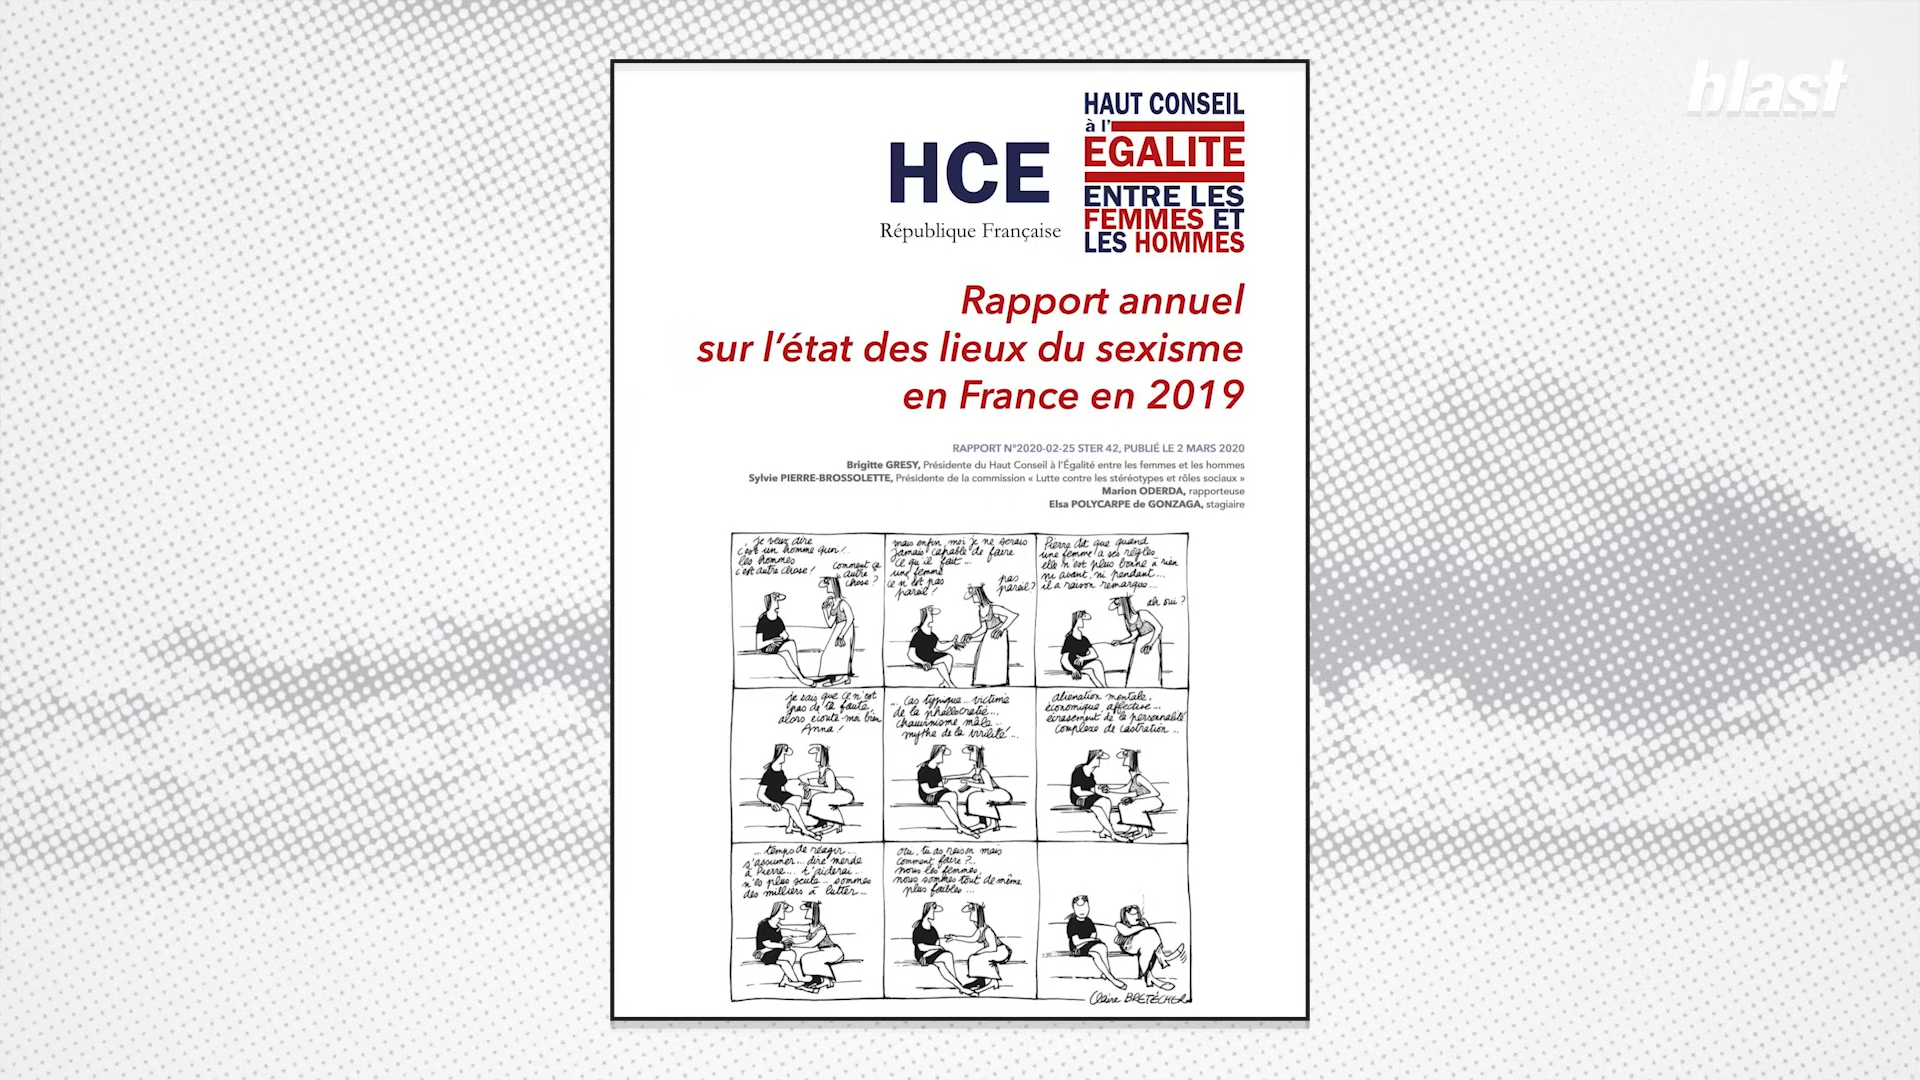 blast
HAUT CONSEIL
à l'
EGALITE
ENTRE LES
FEMMES ET
LES HOMMES
HCE
République Française
Rapport annuel
sur l'état des lieux du sexisme
en France en 2019
RAPPORT N°2020-02-25 STER 42, PUBLIÉ LE 2 MARS 2020
Brigitte GRESY, Présidente du Haut Conseil à l'Égalité entre les femmes et les hommes
Sylvie PIERRE-BROSSOLETTE, Présidente de la commission « Lutte contre les stéréotypes et rôles sociaux »
Marion ODERDA, rapporteuse
Elsa POLYCARPE de GONZAGA, stagiaire
je veux dire
c'est un homme quoi!..
les hommes
c'est autre chose!
comment ça
autre
chose?
mais enfin, moi je ne serais
jamais capable de faire
ce qu'il fait...
une femme
ce n'est pas
pareil!
pas
pareil?
Pierre dit que quand
une femme a ses règles
elle n'est plus bonne à rien
ni avant, ni pendant...
il a raison remarque...
ah oui?
je sais que ce n'est
pas de ta faute,
alors écoute-moi bien
Anna!
... cas typique... victime
de la phallocratie...
chauvinisme mâle...
mythe de la virilité...
aliénation mentale,
économique, affective...
écrasement de la personnalité
complexe de castration...
... temps de réagir...
s'assumer... dire merde
à Pierre... t'aiderai...
n'es plus seule... sommes
des milliers à lutter...
oui, tu as raison mais
comment faire?...
nous les femmes,
nous sommes tout de même
plus faibles...
Claire BRETÉCHER